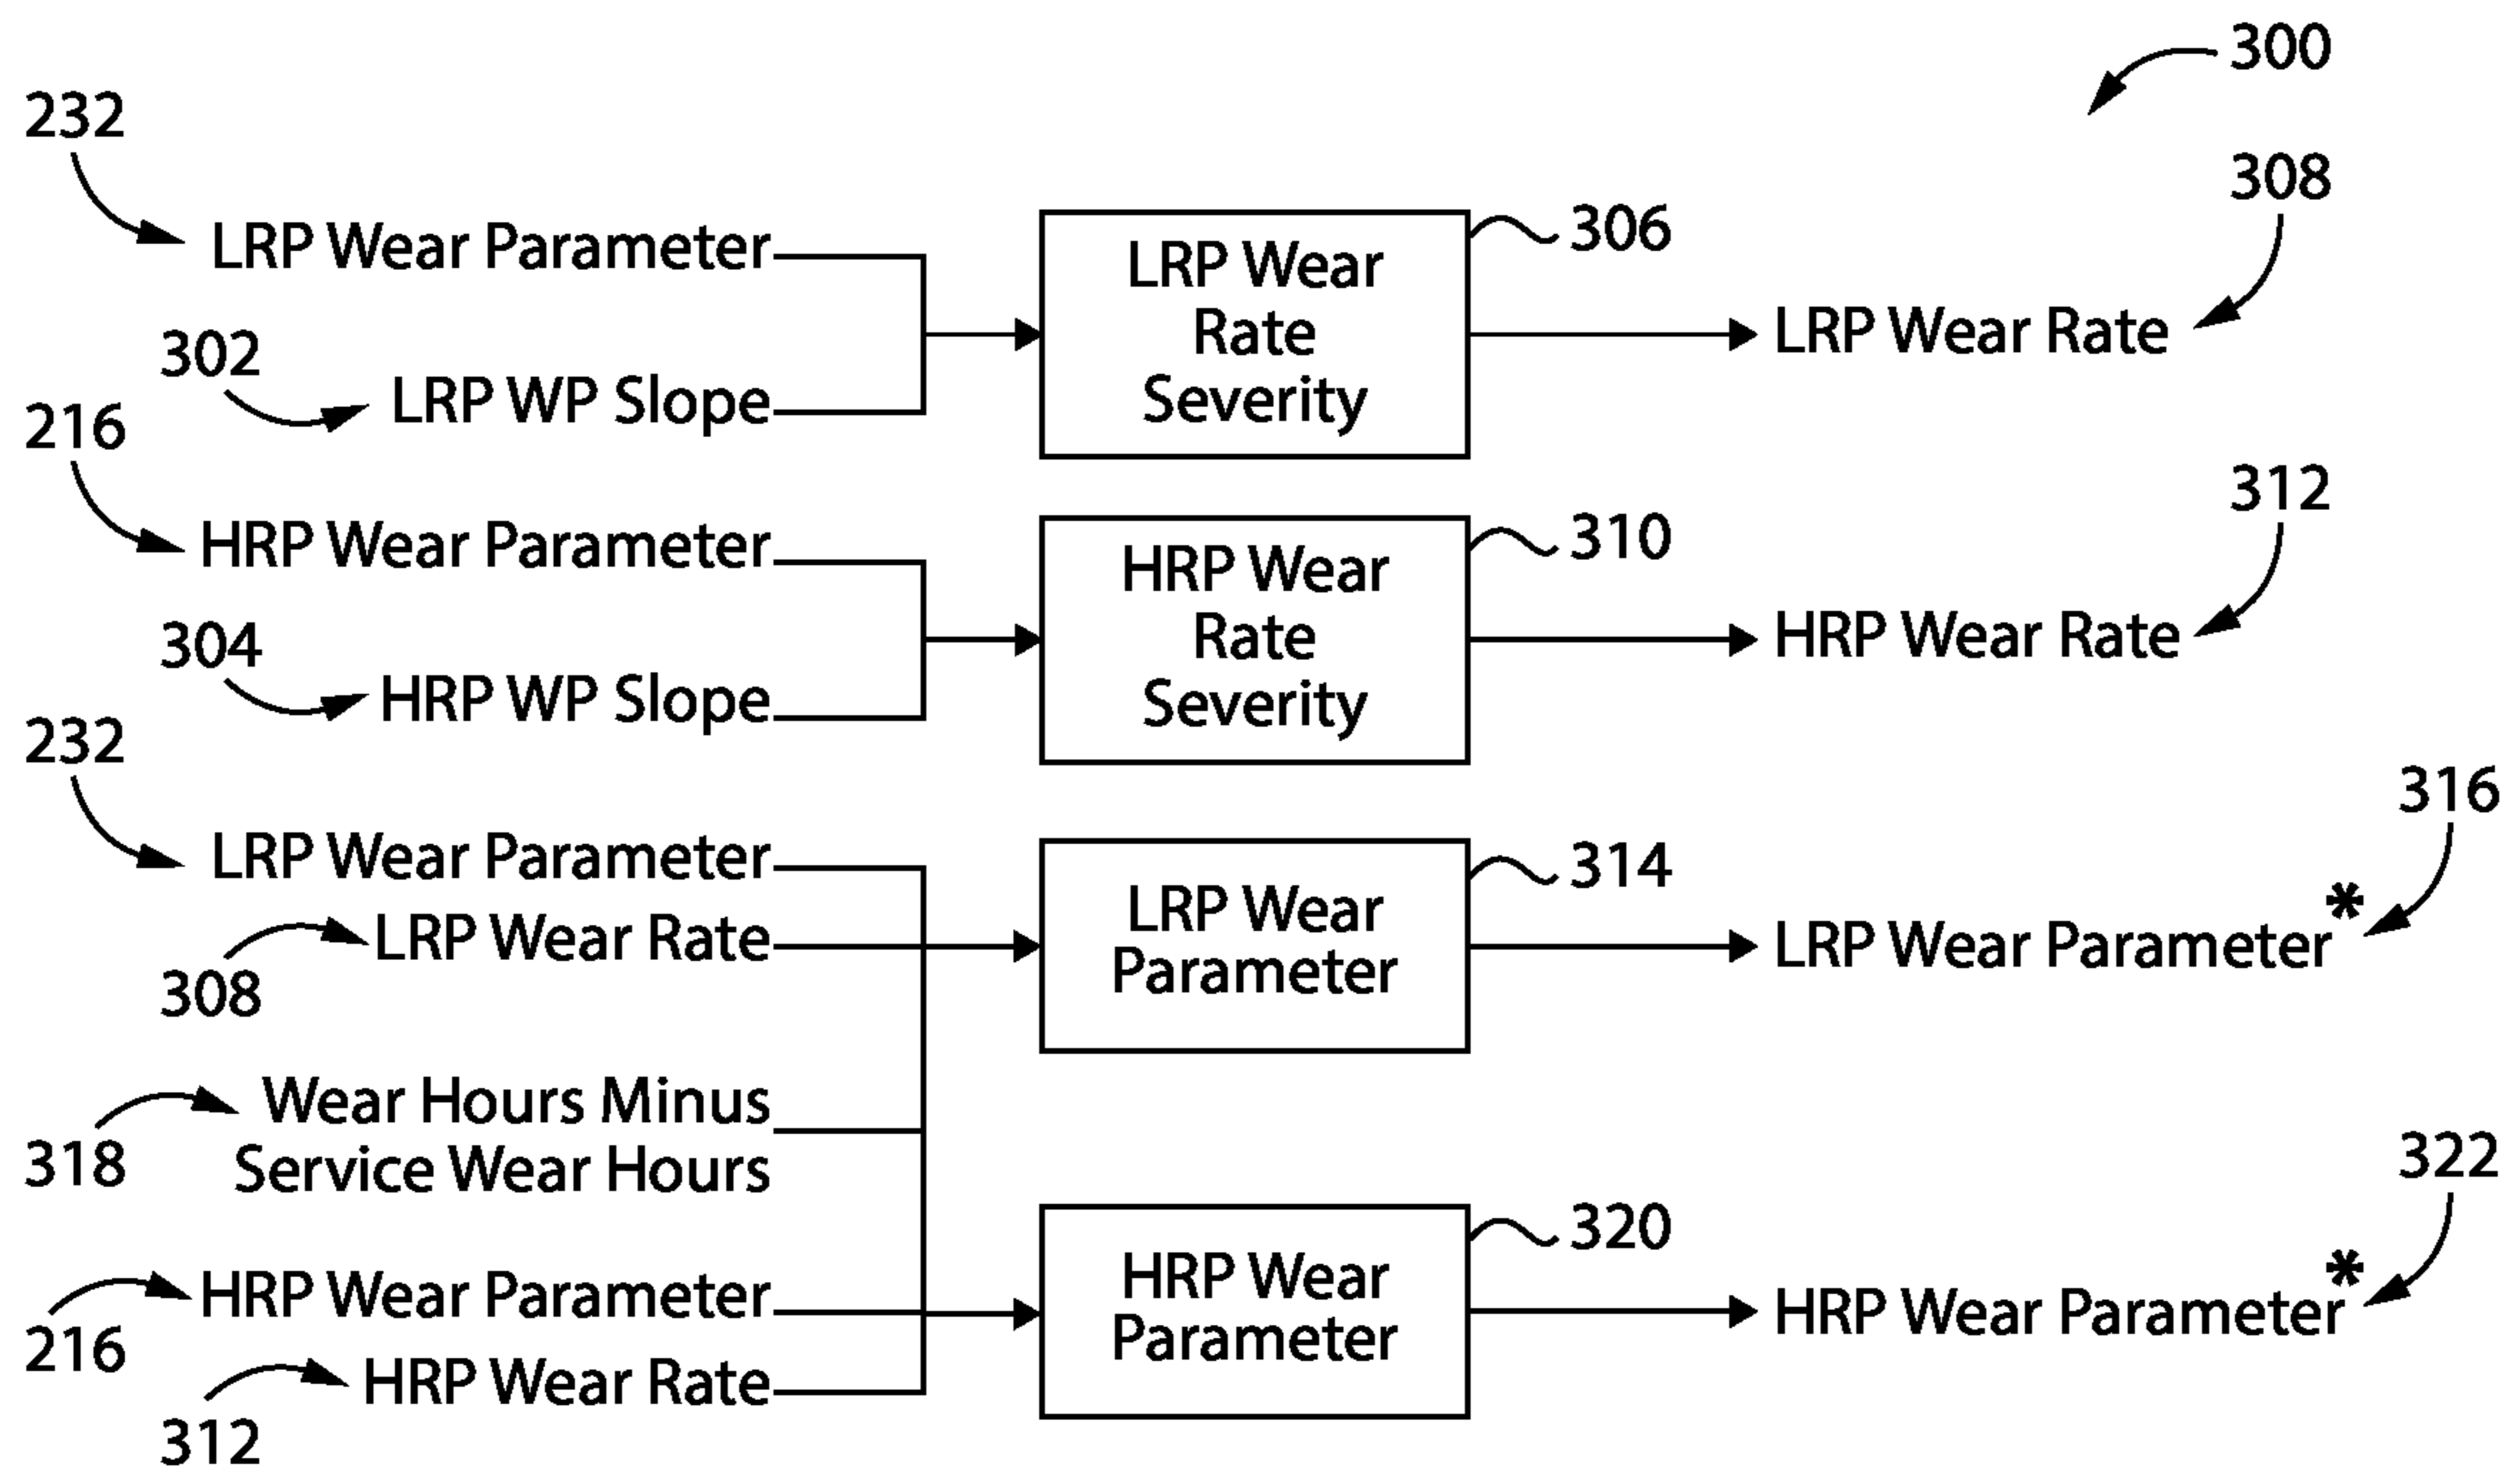 300
232
308
LRP Wear Parameter
306
LRP Wear
Rate
Severity
LRP Wear Rate
302
LRP WP Slope
216
312
HRP Wear Parameter
310
HRP Wear
Rate
Severity
HRP Wear Rate
304
HRP WP Slope
232
316
LRP Wear Parameter
314
LRP Wear
Parameter
LRP Wear Parameter*
LRP Wear Rate
308
Wear Hours Minus
Service Wear Hours
318
322
320
HRP Wear Parameter
216
HRP Wear
Parameter
HRP Wear Parameter*
HRP Wear Rate
312